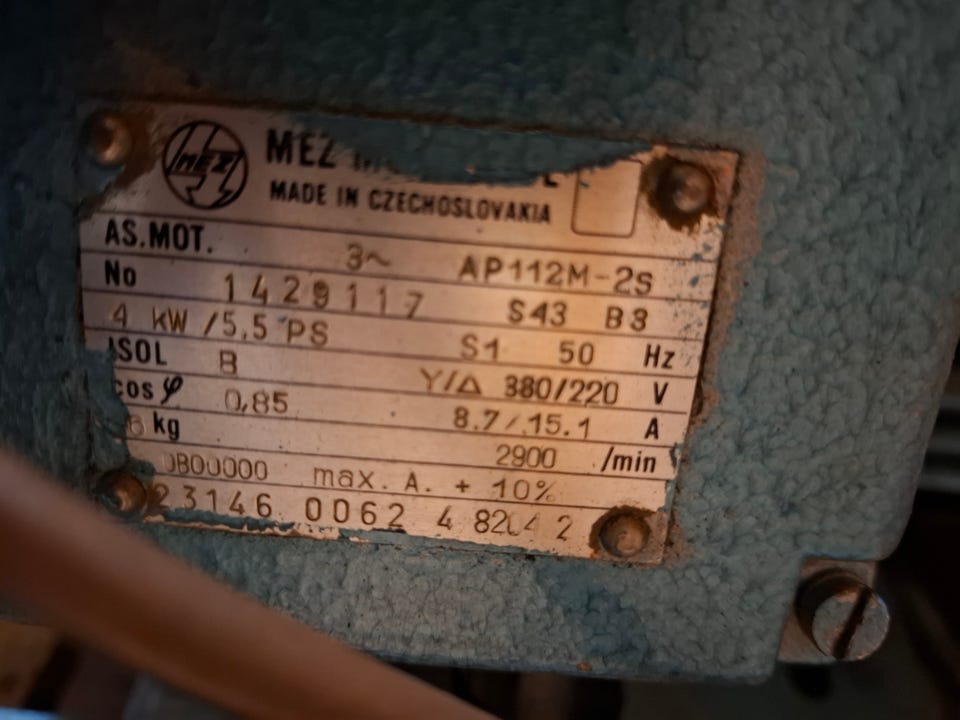 MEZ
MEZ
MADE IN CZECHOSLOVAKIA
AS.MOT. 3~ AP112M-2s
No 1429117 S43 B3
4 kW /5,5 PS S1 50 Hz
ISOL B Y/Δ 380/220 V
cos φ 0,85 8.7/15.1 A
kg 2900 /min
max. A. + 10%
23146 0062 4 2